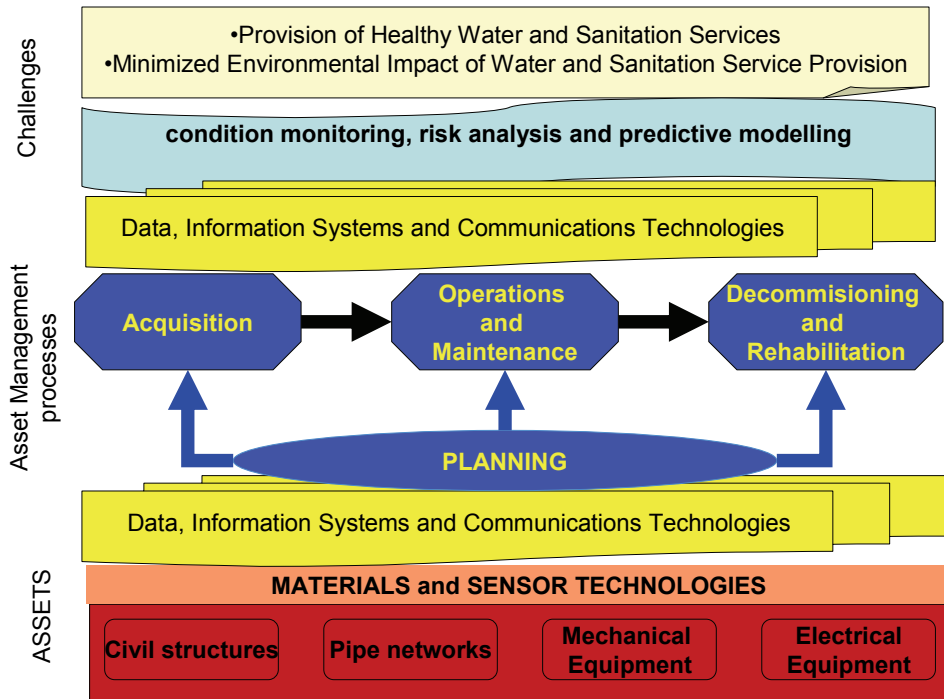 Challenges
•Provision of Healthy Water and Sanitation Services
•Minimized Environmental Impact of Water and Sanitation Service Provision
condition monitoring, risk analysis and predictive modelling
Data, Information Systems and Communications Technologies
Asset Management
processes
Acquisition
Operations
and
Maintenance
Decommisioning
and
Rehabilitation
PLANNING
Data, Information Systems and Communications Technologies
ASSETS
MATERIALS and SENSOR TECHNOLOGIES
Civil structures
Pipe networks
Mechanical
Equipment
Electrical
Equipment